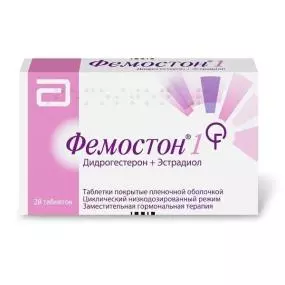 Фемостон® 1
Дидрогестерон + Эстрадиол
Таблетки покрытые пленочной оболочкой
Циклический низкодозированный режим
Заместительная гормональная терапия
28 таблеток